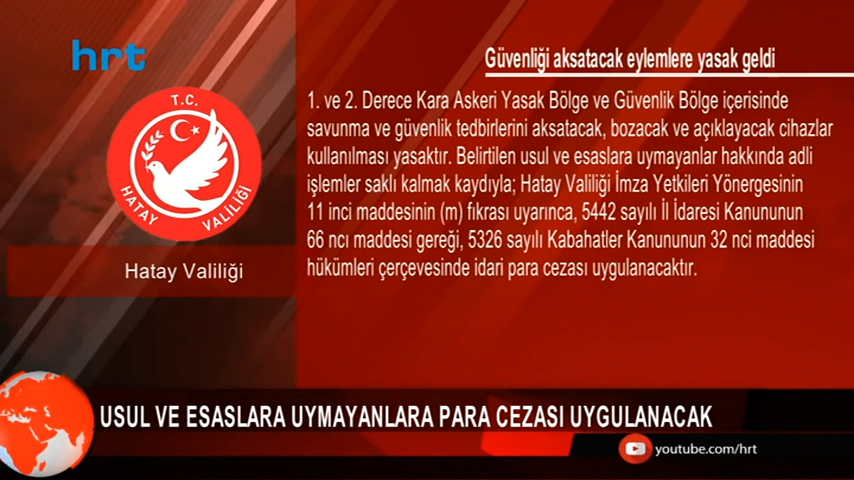 hrt
Güvenliği aksatacak eylemlere yasak geldi
T.C.
HATAY VALİLİĞİ
Hatay Valiliği
1. ve 2. Derece Kara Askeri Yasak Bölge ve Güvenlik Bölge içerisinde
savunma ve güvenlik tedbirlerini aksatacak, bozacak ve açıklayacak cihazlar
kullanılması yasaktır. Belirtilen usul ve esaslara uymayanlar hakkında adli
işlemler saklı kalmak kaydıyla; Hatay Valiliği İmza Yetkileri Yönergesinin
11 inci maddesinin (m) fıkrası uyarınca, 5442 sayılı İl İdaresi Kanununun
66 ncı maddesi gereği, 5326 sayılı Kabahatler Kanununun 32 nci maddesi
hükümleri çerçevesinde idari para cezası uygulanacaktır.
USUL VE ESASLARA UYMAYANLARA PARA CEZASI UYGULANACAK
youtube.com/hrt